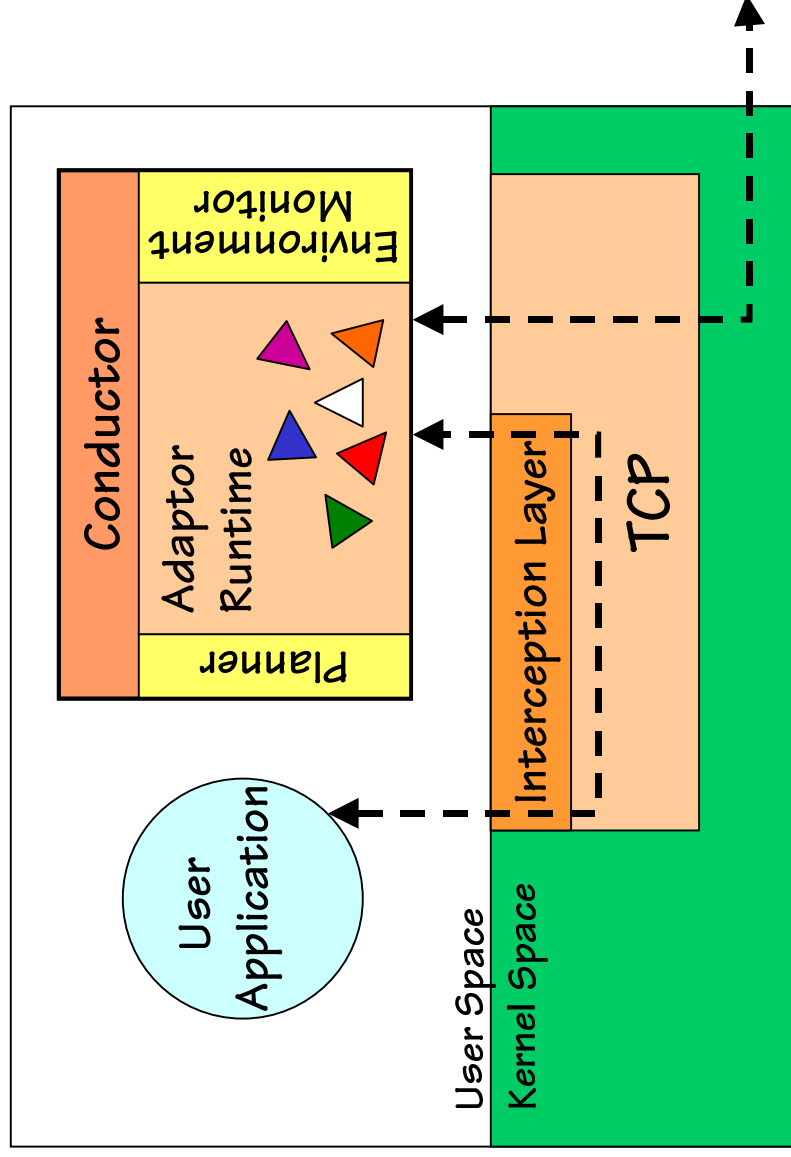 Conductor
Planner
Adaptor
Runtime
Environment
Monitor
User
Application
User Space
Kernel Space
Interception Layer
TCP